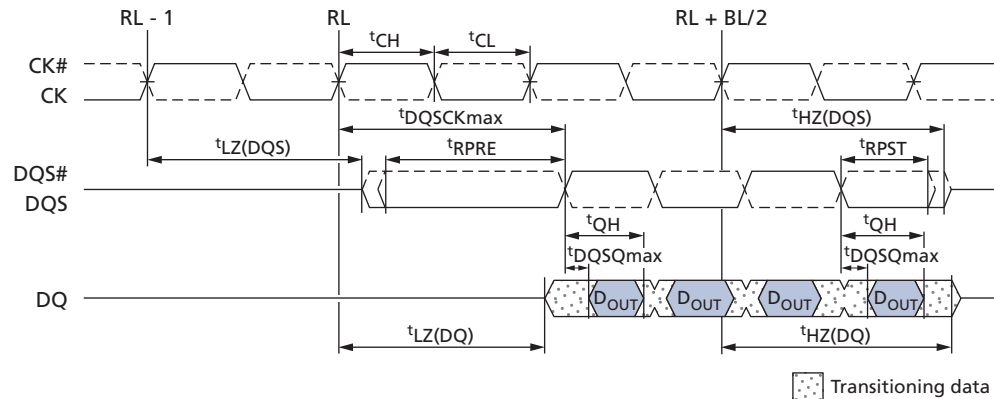 RL - 1 RL RL + BL/2
tCH tCL
CK#
CK
tDQSCKmax tHZ(DQS)
tLZ(DQS) tRPRE tRPST
DQS#
DQS
tQH tQH
tDQSQmax tDQSQmax
DQ DOUT DOUT DOUT DOUT
tLZ(DQ) tHZ(DQ)
Transitioning data